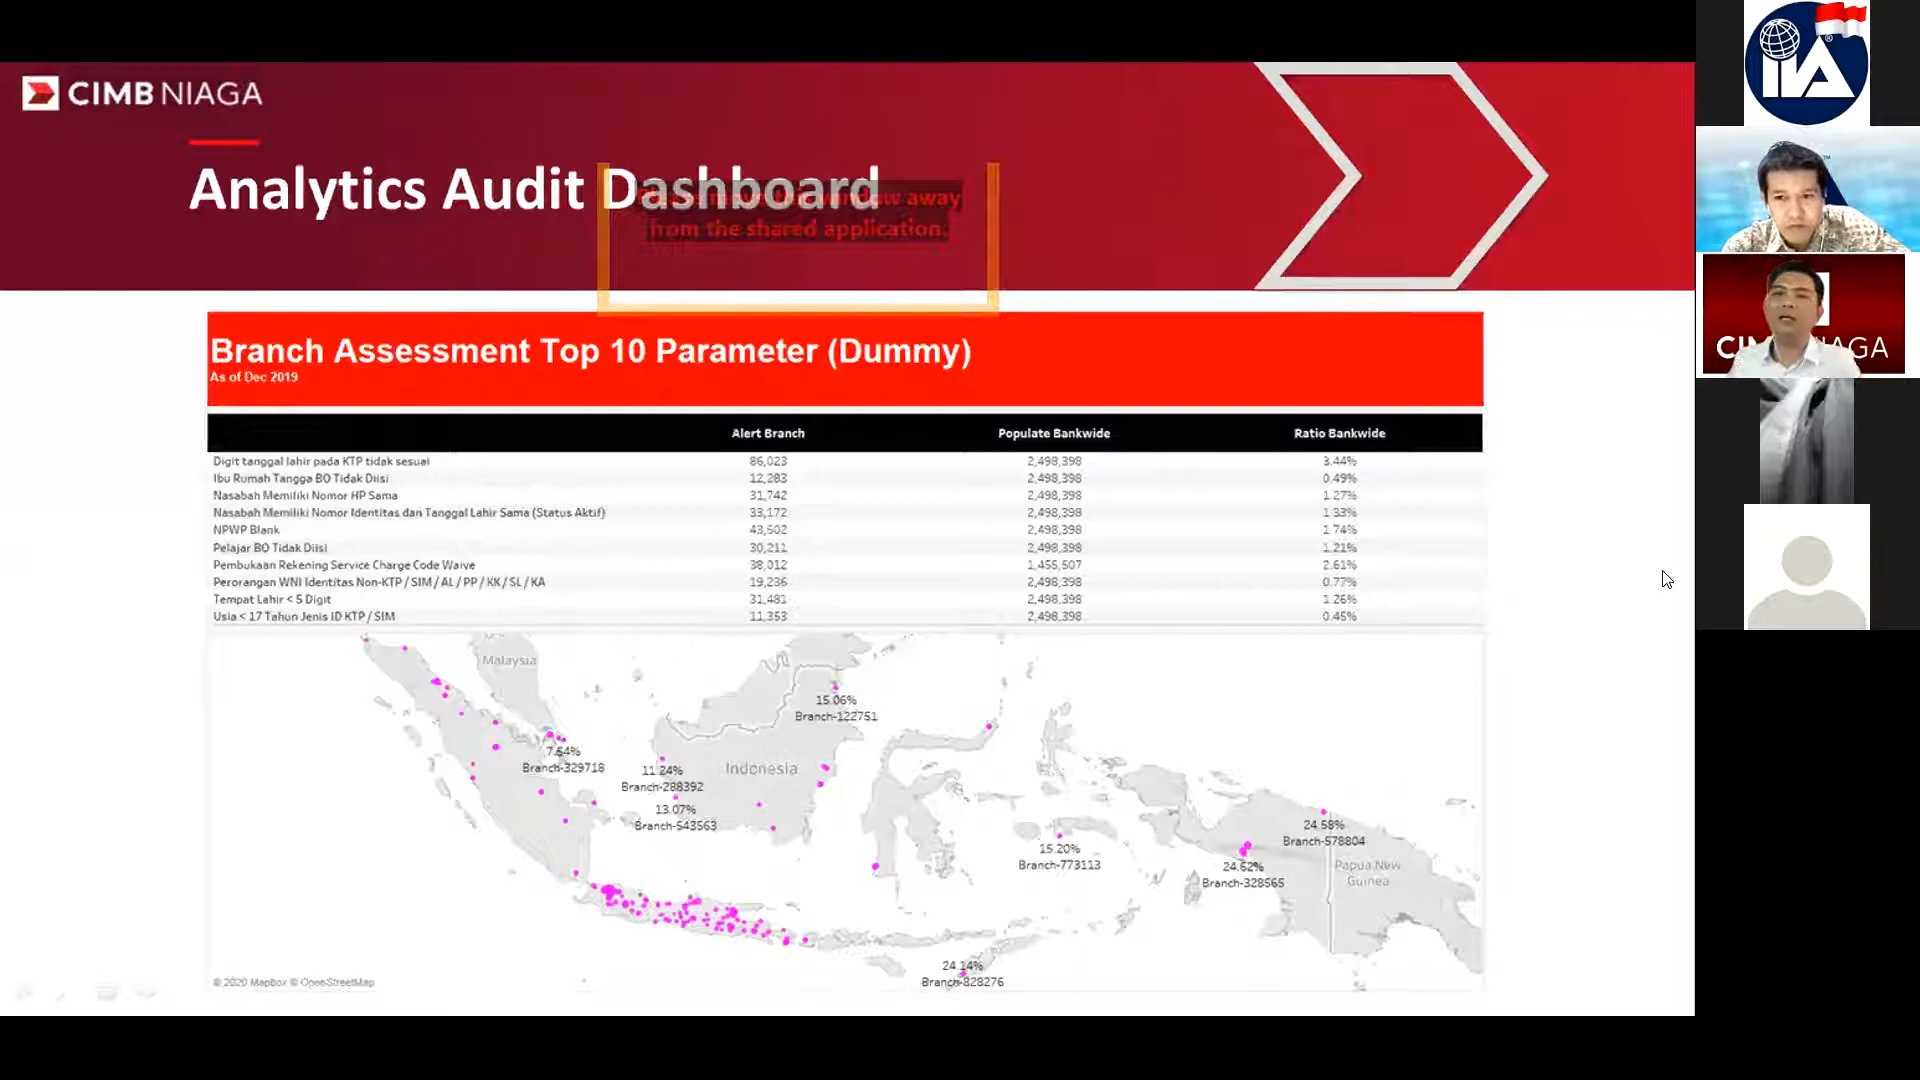 CIMB NIAGA
Analytics Audit Dashboard
window away
from the shared application.
Branch Assessment Top 10 Parameter (Dummy)
As of Dec 2019
Alert Branch Populate Bankwide Ratio Bankwide
Digit tanggal lahir pada KTP tidak sesuai 86,023 2,498,398 3.44%
Ibu Rumah Tangga BO Tidak Diisi 12,283 2,498,398 0.49%
Nasabah Memiliki Nomor HP Sama 31,742 2,498,398 1.27%
Nasabah Memiliki Nomor Identitas dan Tanggal Lahir Sama (Status Aktif) 33,172 2,498,398 1.33%
NPWP Blank 43,502 2,498,398 1.74%
Pelajar BO Tidak Diisi 30,211 2,498,398 1.21%
Pembukaan Rekening Service Charge Code Waive 38,012 1,455,507 2.61%
Perorangan WNI Identitas Non-KTP / SIM / AL / PP / KK / SL / KA 19,236 2,498,398 0.77%
Tempat Lahir < 5 Digit 31,481 2,498,398 1.26%
Usia < 17 Tahun Jenis ID KTP / SIM 11,353 2,498,398 0.45%
Malaysia
15.06%
Branch-122751
7.64%
Branch-329718
11.24%
Branch-288392
Indonesia
13.07%
Branch-543563
15.20%
Branch-773113
24.58%
Branch-578804
24.62%
Branch-328565
Papua New
Guinea
24.14%
Branch-828276
© 2020 Mapbox © OpenStreetMap
IIA
CIMB NIAGA